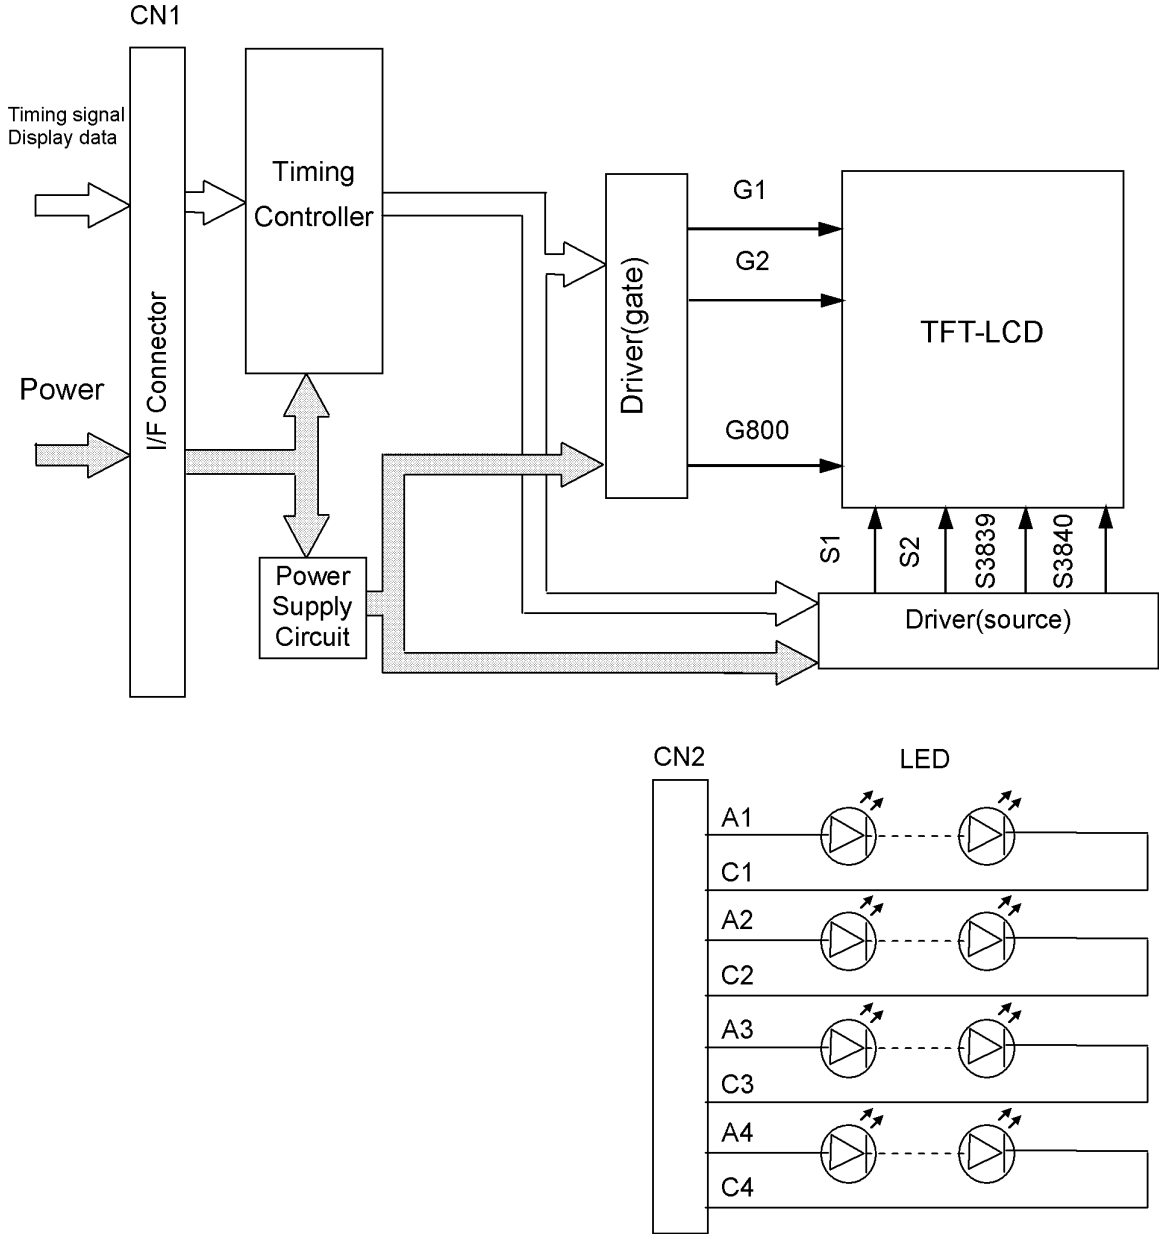 CN1
Timing signal
Display data
Power
I/F Connector
Timing
Controller
Power
Supply
Circuit
Driver(gate)
G1
G2
G800
TFT-LCD
S1
S2
S3839
S3840
Driver(source)
CN2
LED
A1
C1
A2
C2
A3
C3
A4
C4